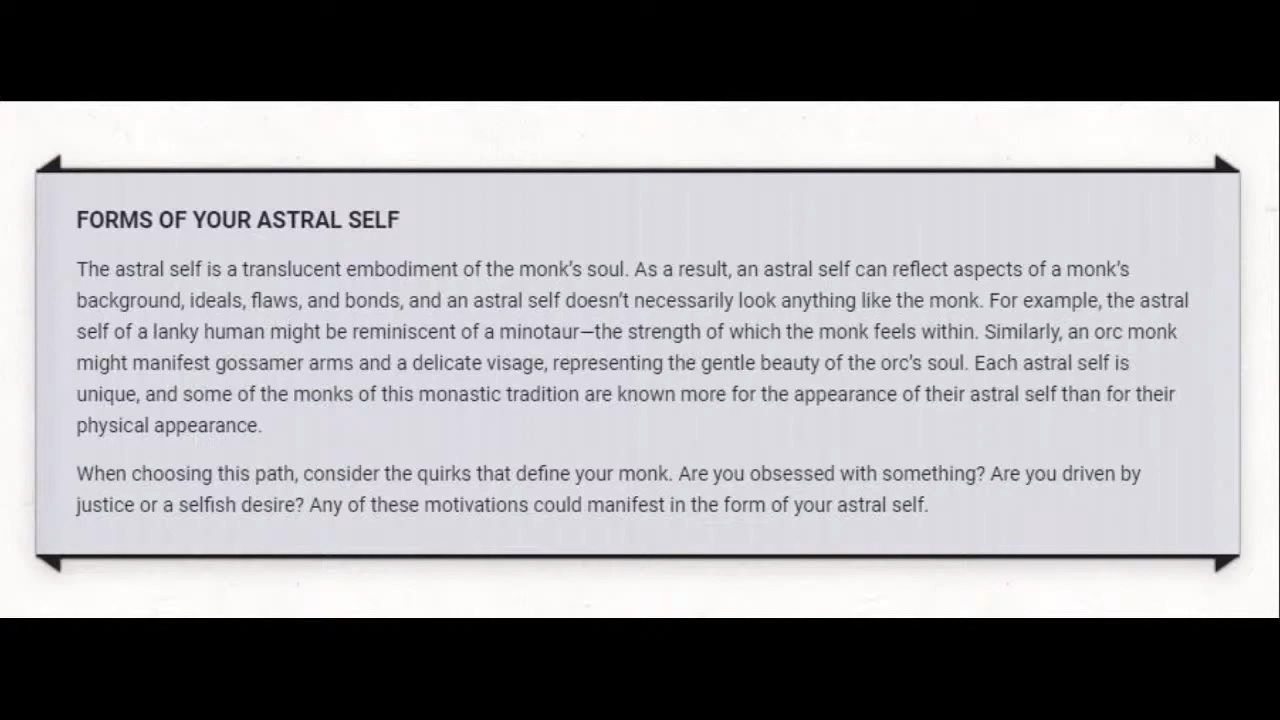 FORMS OF YOUR ASTRAL SELF
The astral self is a translucent embodiment of the monk’s soul. As a result, an astral self can reflect aspects of a monk’s
background, ideals, flaws, and bonds, and an astral self doesn’t necessarily look anything like the monk. For example, the astral
self of a lanky human might be reminiscent of a minotaur—the strength of which the monk feels within. Similarly, an orc monk
might manifest gossamer arms and a delicate visage, representing the gentle beauty of the orc’s soul. Each astral self is
unique, and some of the monks of this monastic tradition are known more for the appearance of their astral self than for their
physical appearance.
When choosing this path, consider the quirks that define your monk. Are you obsessed with something? Are you driven by
justice or a selfish desire? Any of these motivations could manifest in the form of your astral self.